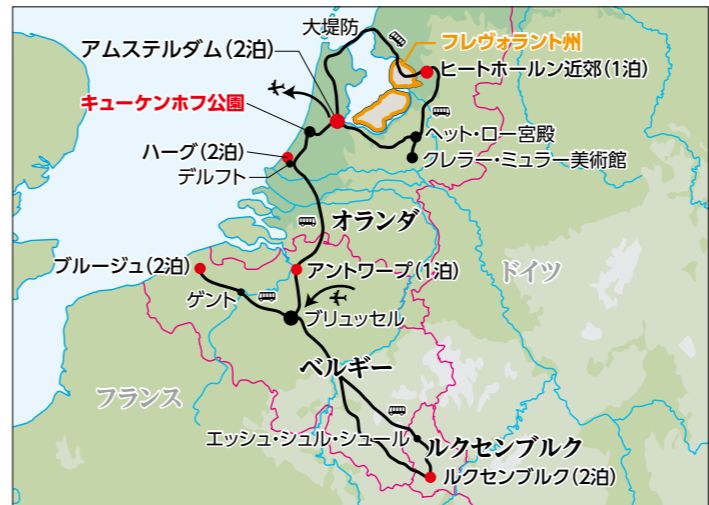 大堤防
フレヴォラント州
アムステルダム(2泊)
ヒートホールン近郊(1泊)
キューケンホフ公園
ヘット・ロー宮殿
ハーグ(2泊)
クレラー・ミュラー美術館
デルフト
オランダ
ドイツ
ブルージュ(2泊)
アントワープ(1泊)
ゲント
ブリュッセル
ベルギー
フランス
エッシュ・シュル・シュール
ルクセンブルク
ルクセンブルク(2泊)